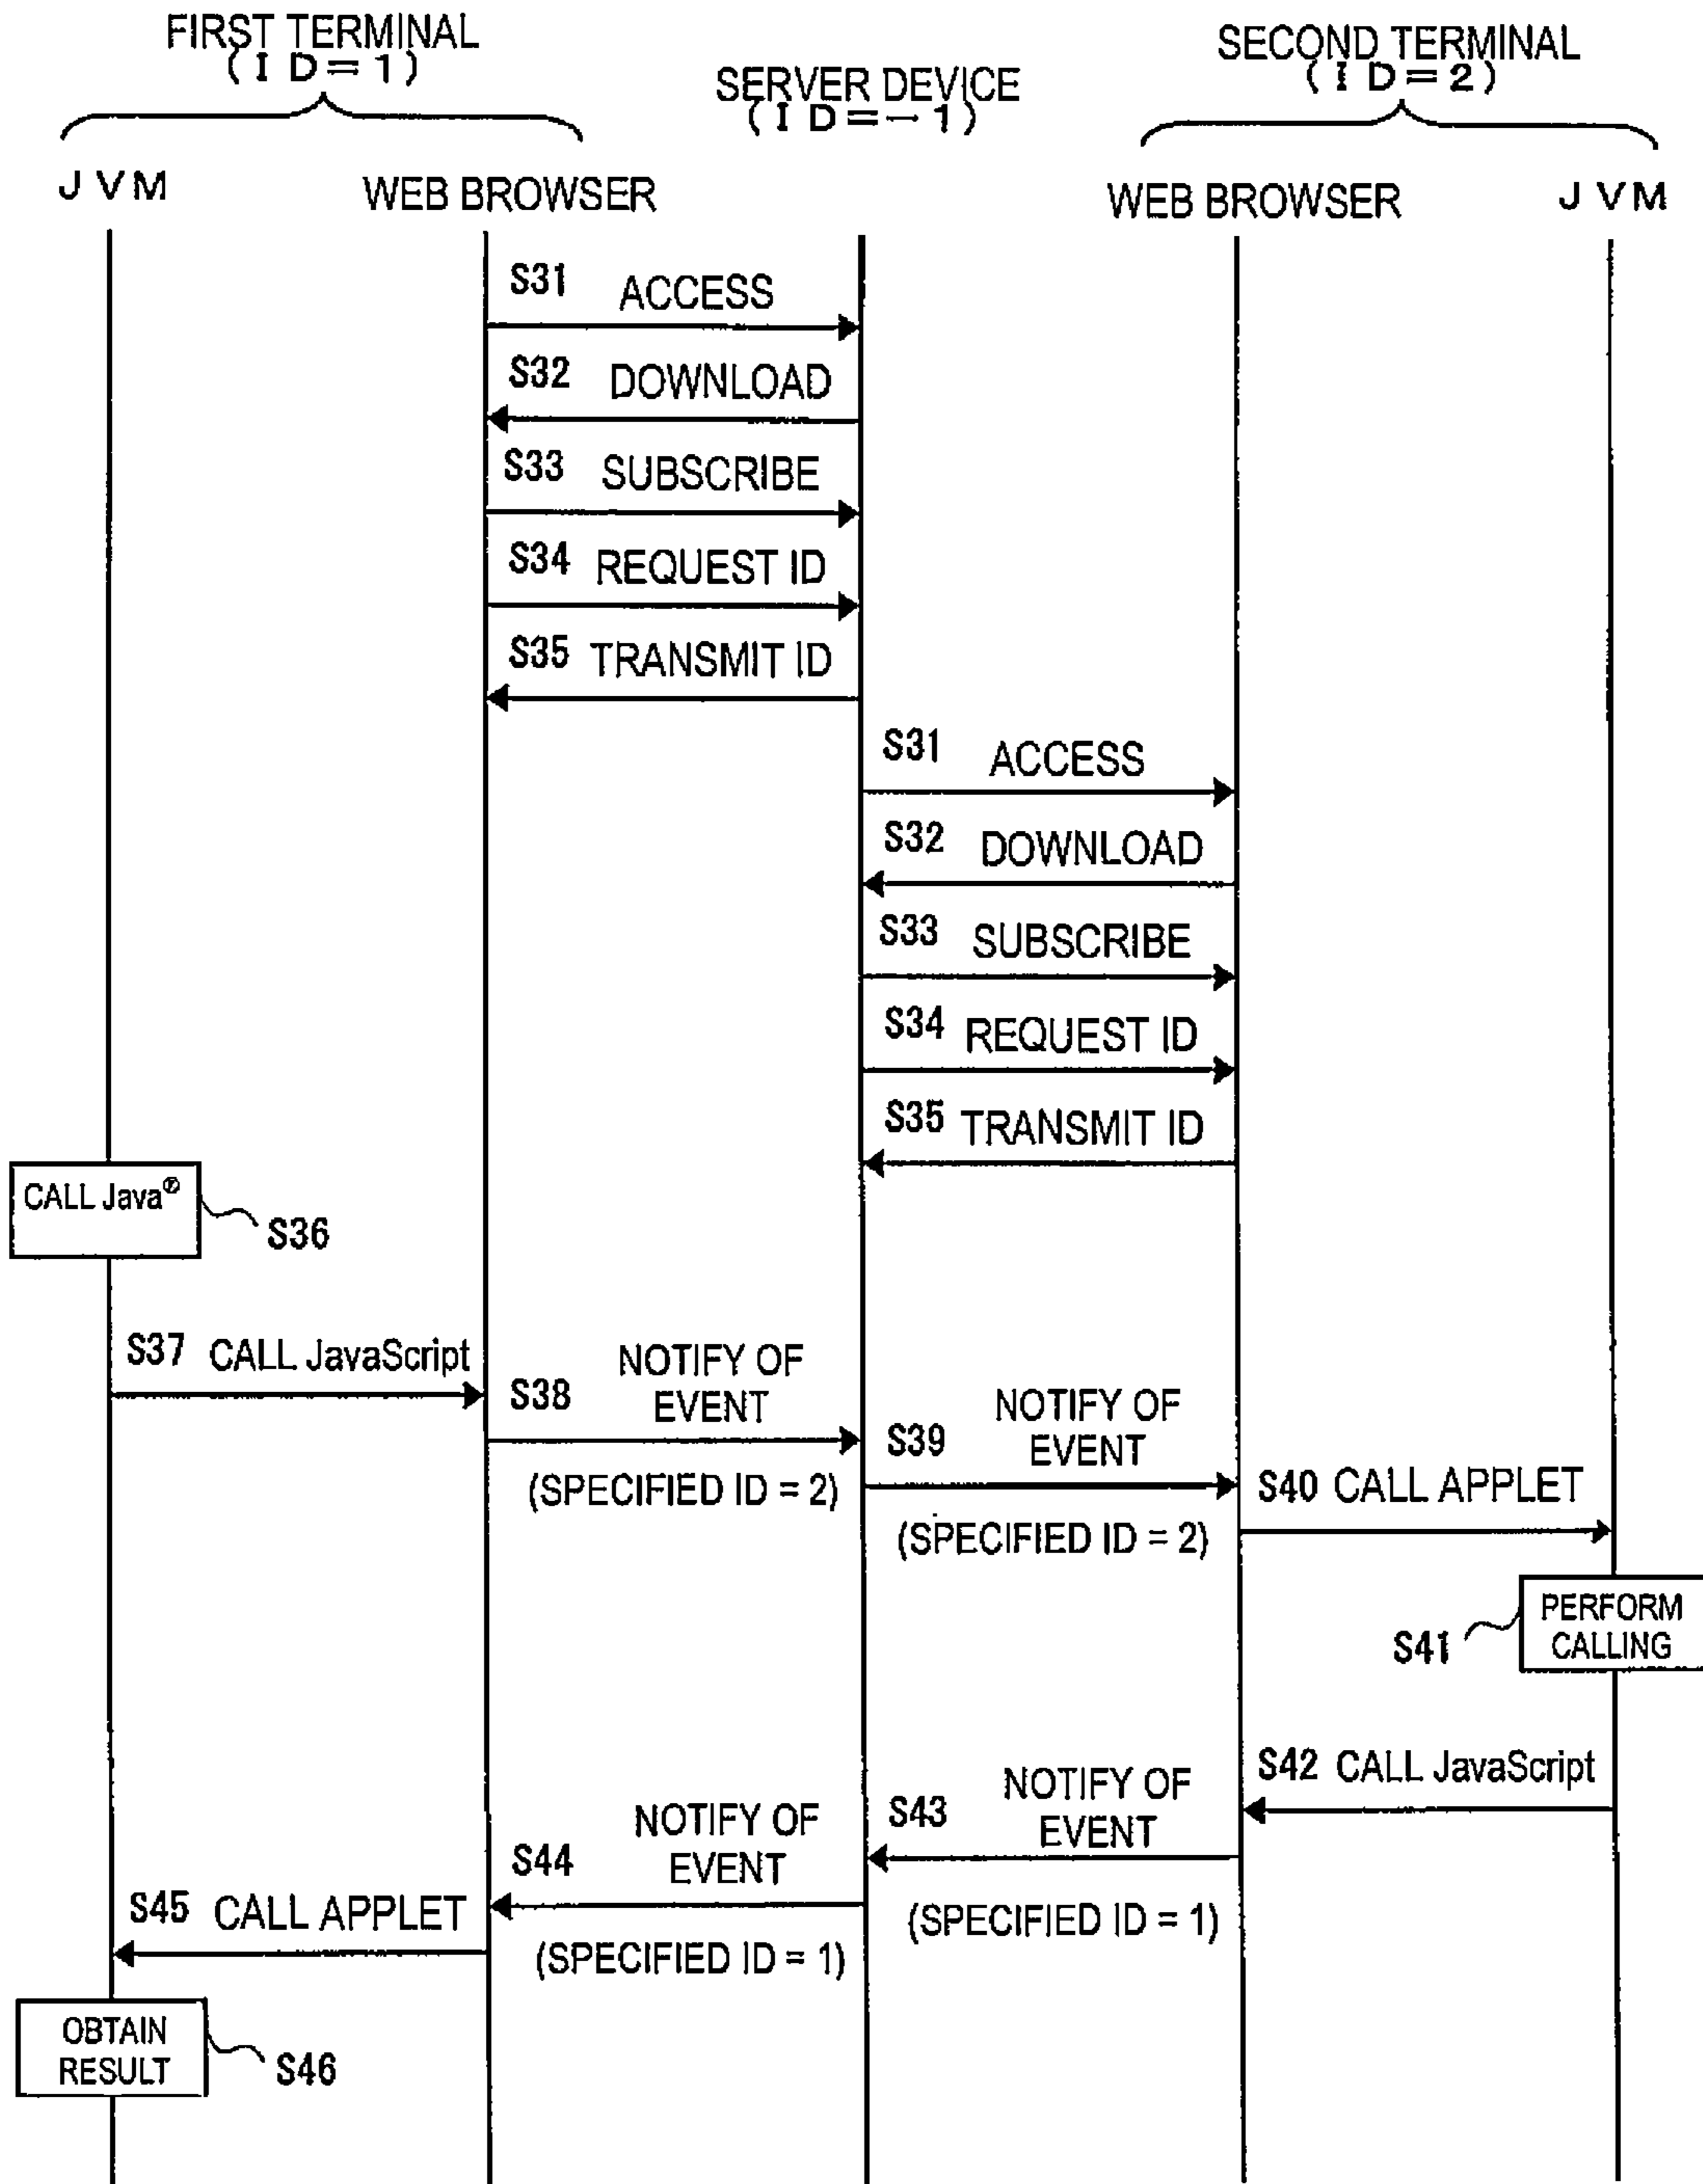 FIRST TERMINAL
(ID=1)
SERVER DEVICE
(ID=-1)
SECOND TERMINAL
(ID=2)
JVM
WEB BROWSER
WEB BROWSER
JVM
S31 ACCESS
S32 DOWNLOAD
S33 SUBSCRIBE
S34 REQUEST ID
S35 TRANSMIT ID
S31 ACCESS
S32 DOWNLOAD
S33 SUBSCRIBE
S34 REQUEST ID
S35 TRANSMIT ID
CALL Java®
S36
S37 CALL JavaScript
S38 NOTIFY OF
EVENT
(SPECIFIED ID = 2)
S39 NOTIFY OF
EVENT
(SPECIFIED ID = 2)
S40 CALL APPLET
PERFORM
CALLING
S41
S42 CALL JavaScript
S43 NOTIFY OF
EVENT
(SPECIFIED ID = 1)
S44 NOTIFY OF
EVENT
(SPECIFIED ID = 1)
S45 CALL APPLET
OBTAIN
RESULT
S46